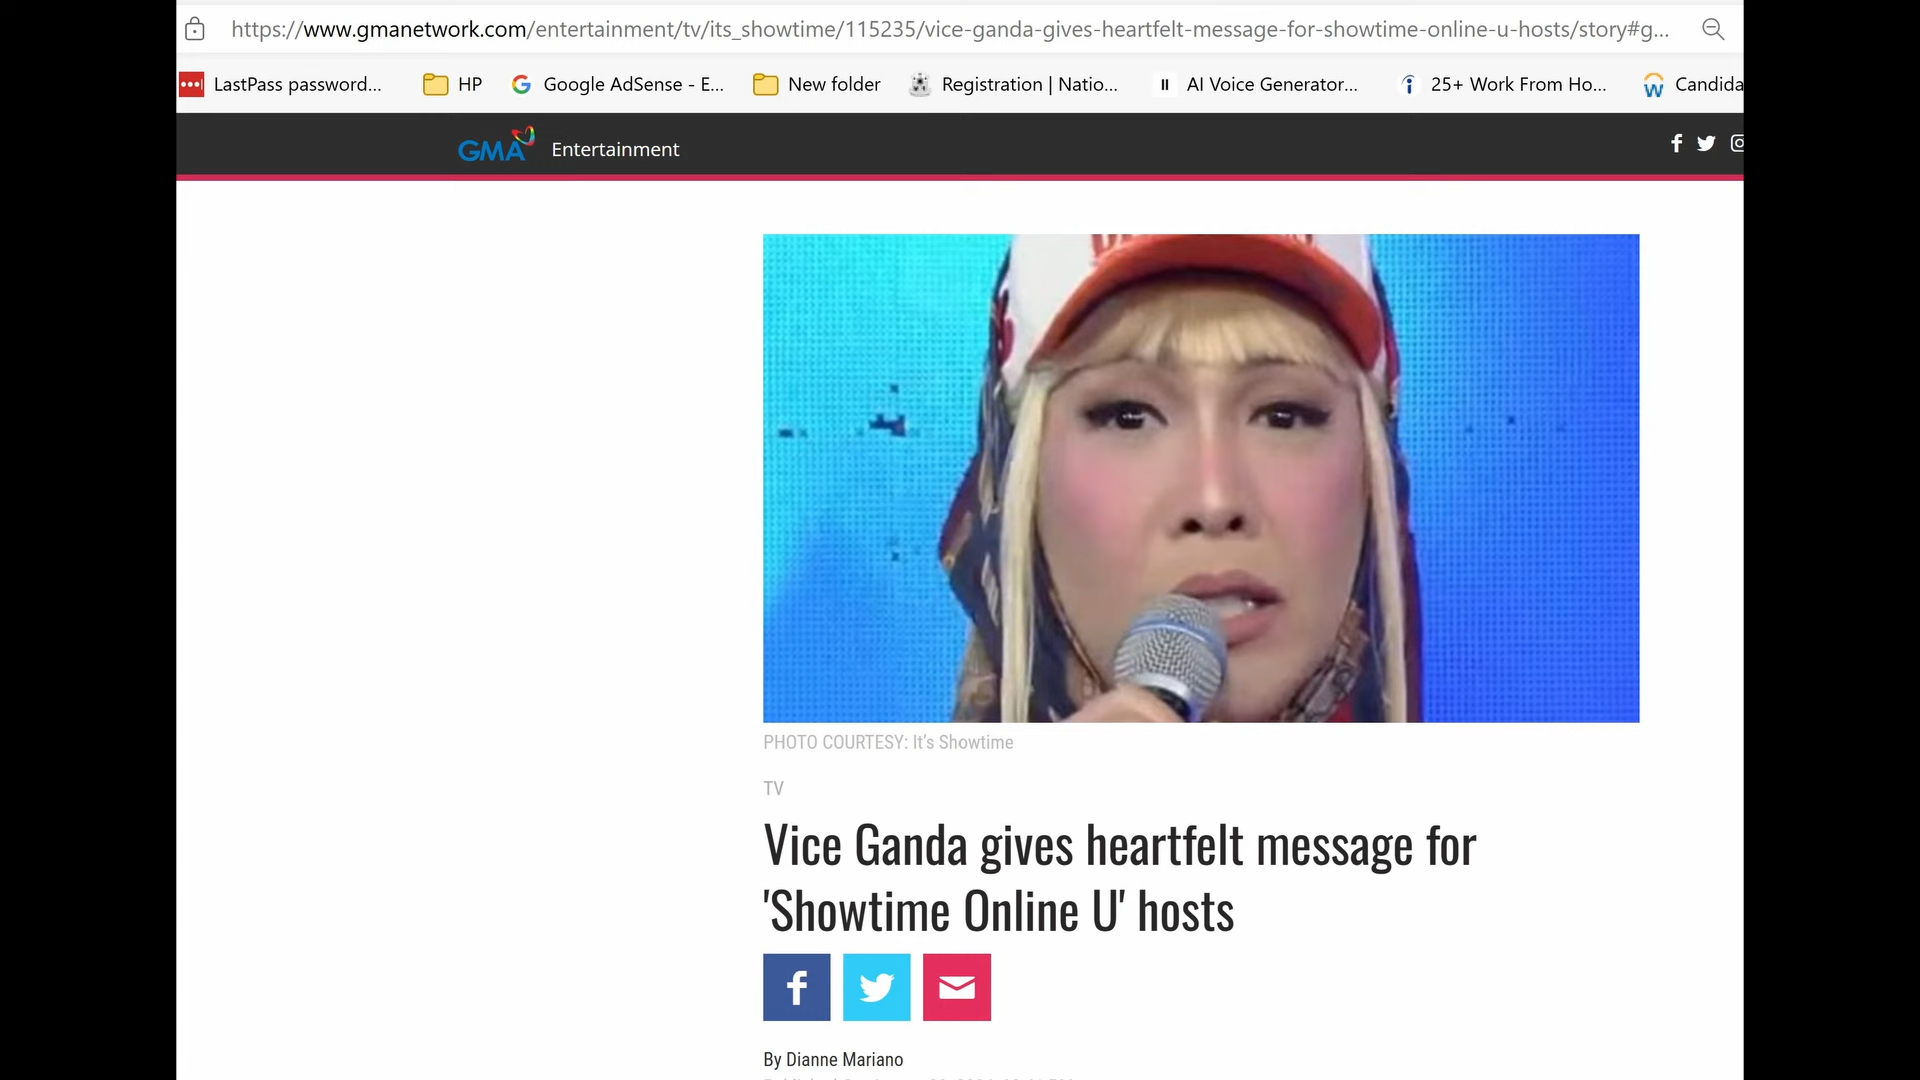 https://www.gmanetwork.com/entertainment/tv/its_showtime/115235/vice-ganda-gives-heartfelt-message-for-showtime-online-u-hosts/story#g...
LastPass password... HP Google AdSense - E... New folder Registration | Natio... AI Voice Generator... 25+ Work From Ho... Candida
GMA Entertainment
PHOTO COURTESY: It's Showtime
TV
Vice Ganda gives heartfelt message for
'Showtime Online U' hosts
By Dianne Mariano